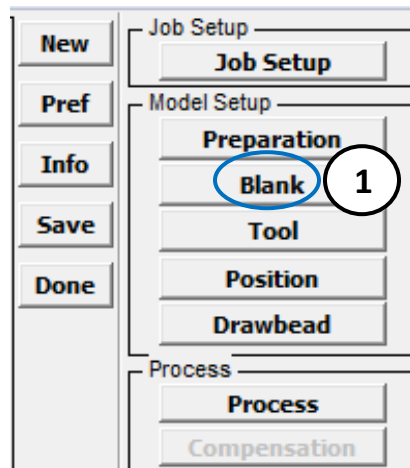 New
Pref
Info
Save
Done
Job Setup
Job Setup
Model Setup
Preparation
Blank
1
Tool
Position
Drawbead
Process
Process
Compensation